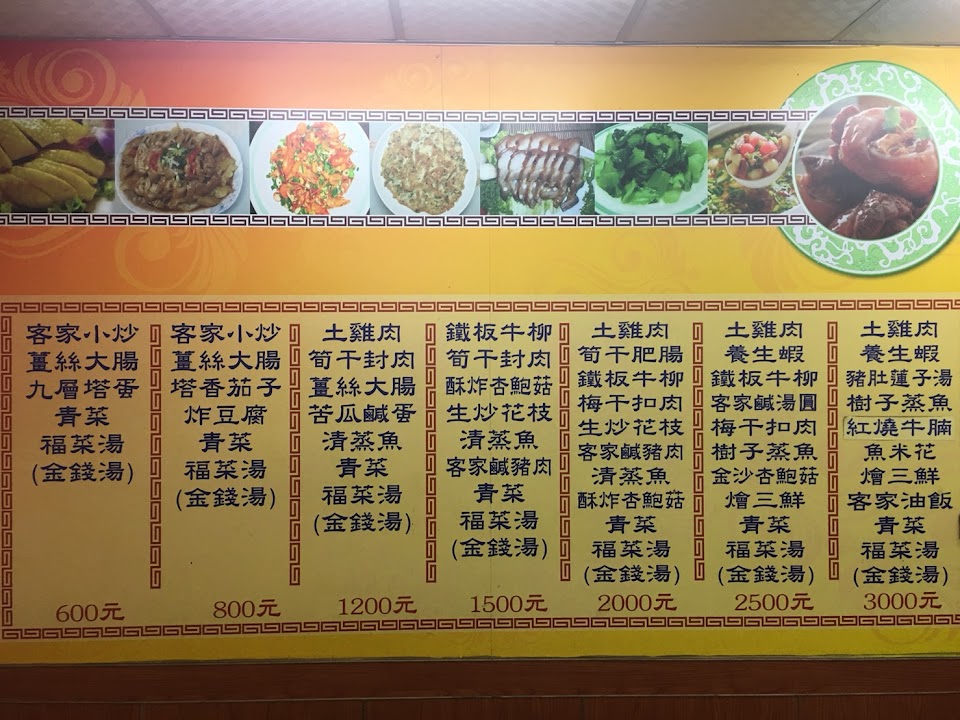 客家小炒
薑絲大腸
九層塔蛋
青菜
福菜湯
(金錢湯)
600元
客家小炒
薑絲大腸
塔香茄子
炸豆腐
青菜
福菜湯
(金錢湯)
800元
土雞肉
筍干封肉
薑絲大腸
苦瓜鹹蛋
清蒸魚
青菜
福菜湯
(金錢湯)
1200元
鐵板牛柳
筍干封肉
酥炸杏鮑菇
生炒花枝
清蒸魚
客家鹹豬肉
青菜
福菜湯
(金錢湯)
1500元
土雞肉
筍干肥腸
鐵板牛柳
梅干扣肉
生炒花枝
客家鹹豬肉
清蒸魚
酥炸杏鮑菇
青菜
福菜湯
(金錢湯)
2000元
土雞肉
養生蝦
鐵板牛柳
客家鹹湯圓
梅干扣肉
樹子蒸魚
金沙杏鮑菇
燴三鮮
青菜
福菜湯
(金錢湯)
2500元
土雞肉
養生蝦
豬肚蓮子湯
樹子蒸魚
紅燒牛腩
魚米花
燴三鮮
客家油飯
青菜
福菜湯
(金錢湯)
3000元